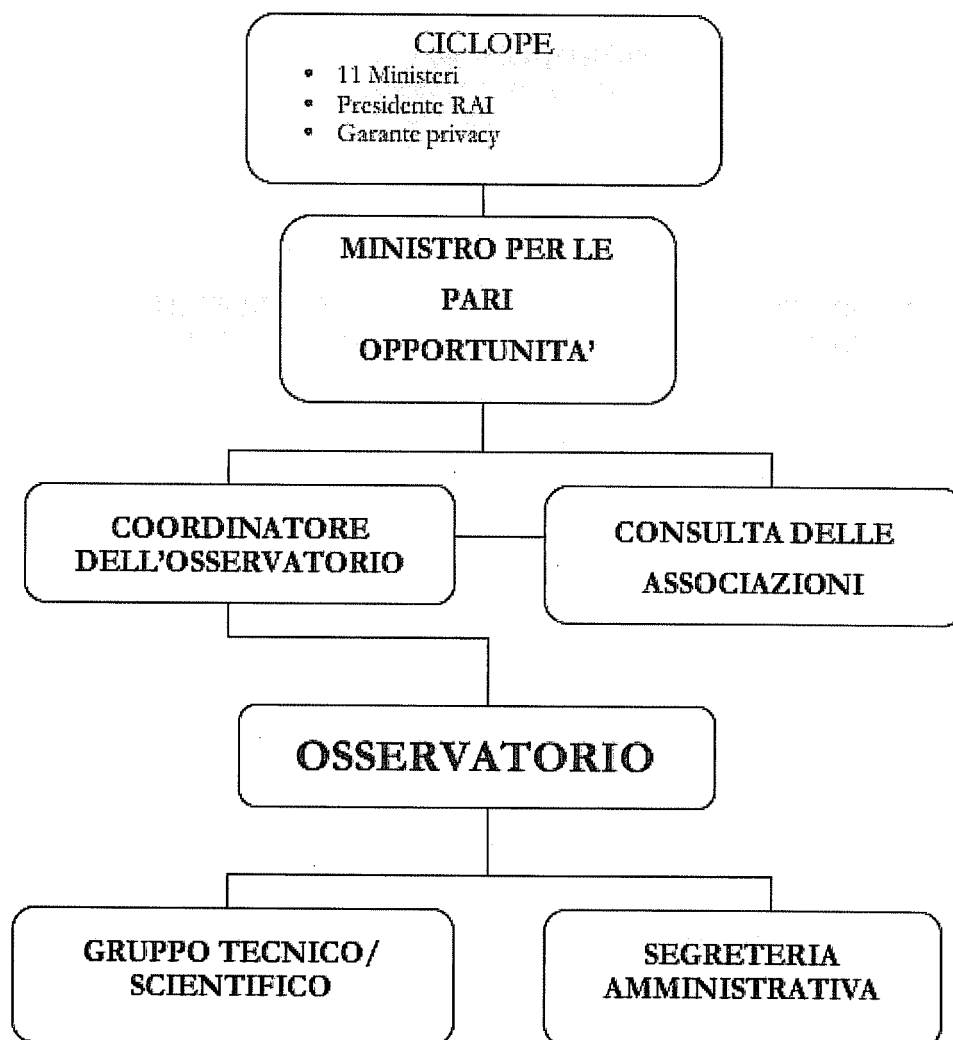 CICLOPE
• 11 Ministeri
• Presidente RAI
• Garante privacy
MINISTRO PER LE
PARI
OPPORTUNITA'
COORDINATORE
DELL'OSSERVATORIO
CONSULTA DELLE
ASSOCIAZIONI
OSSERVATORIO
GRUPPO TECNICO/
SCIENTIFICO
SEGRETERIA
AMMINISTRATIVA